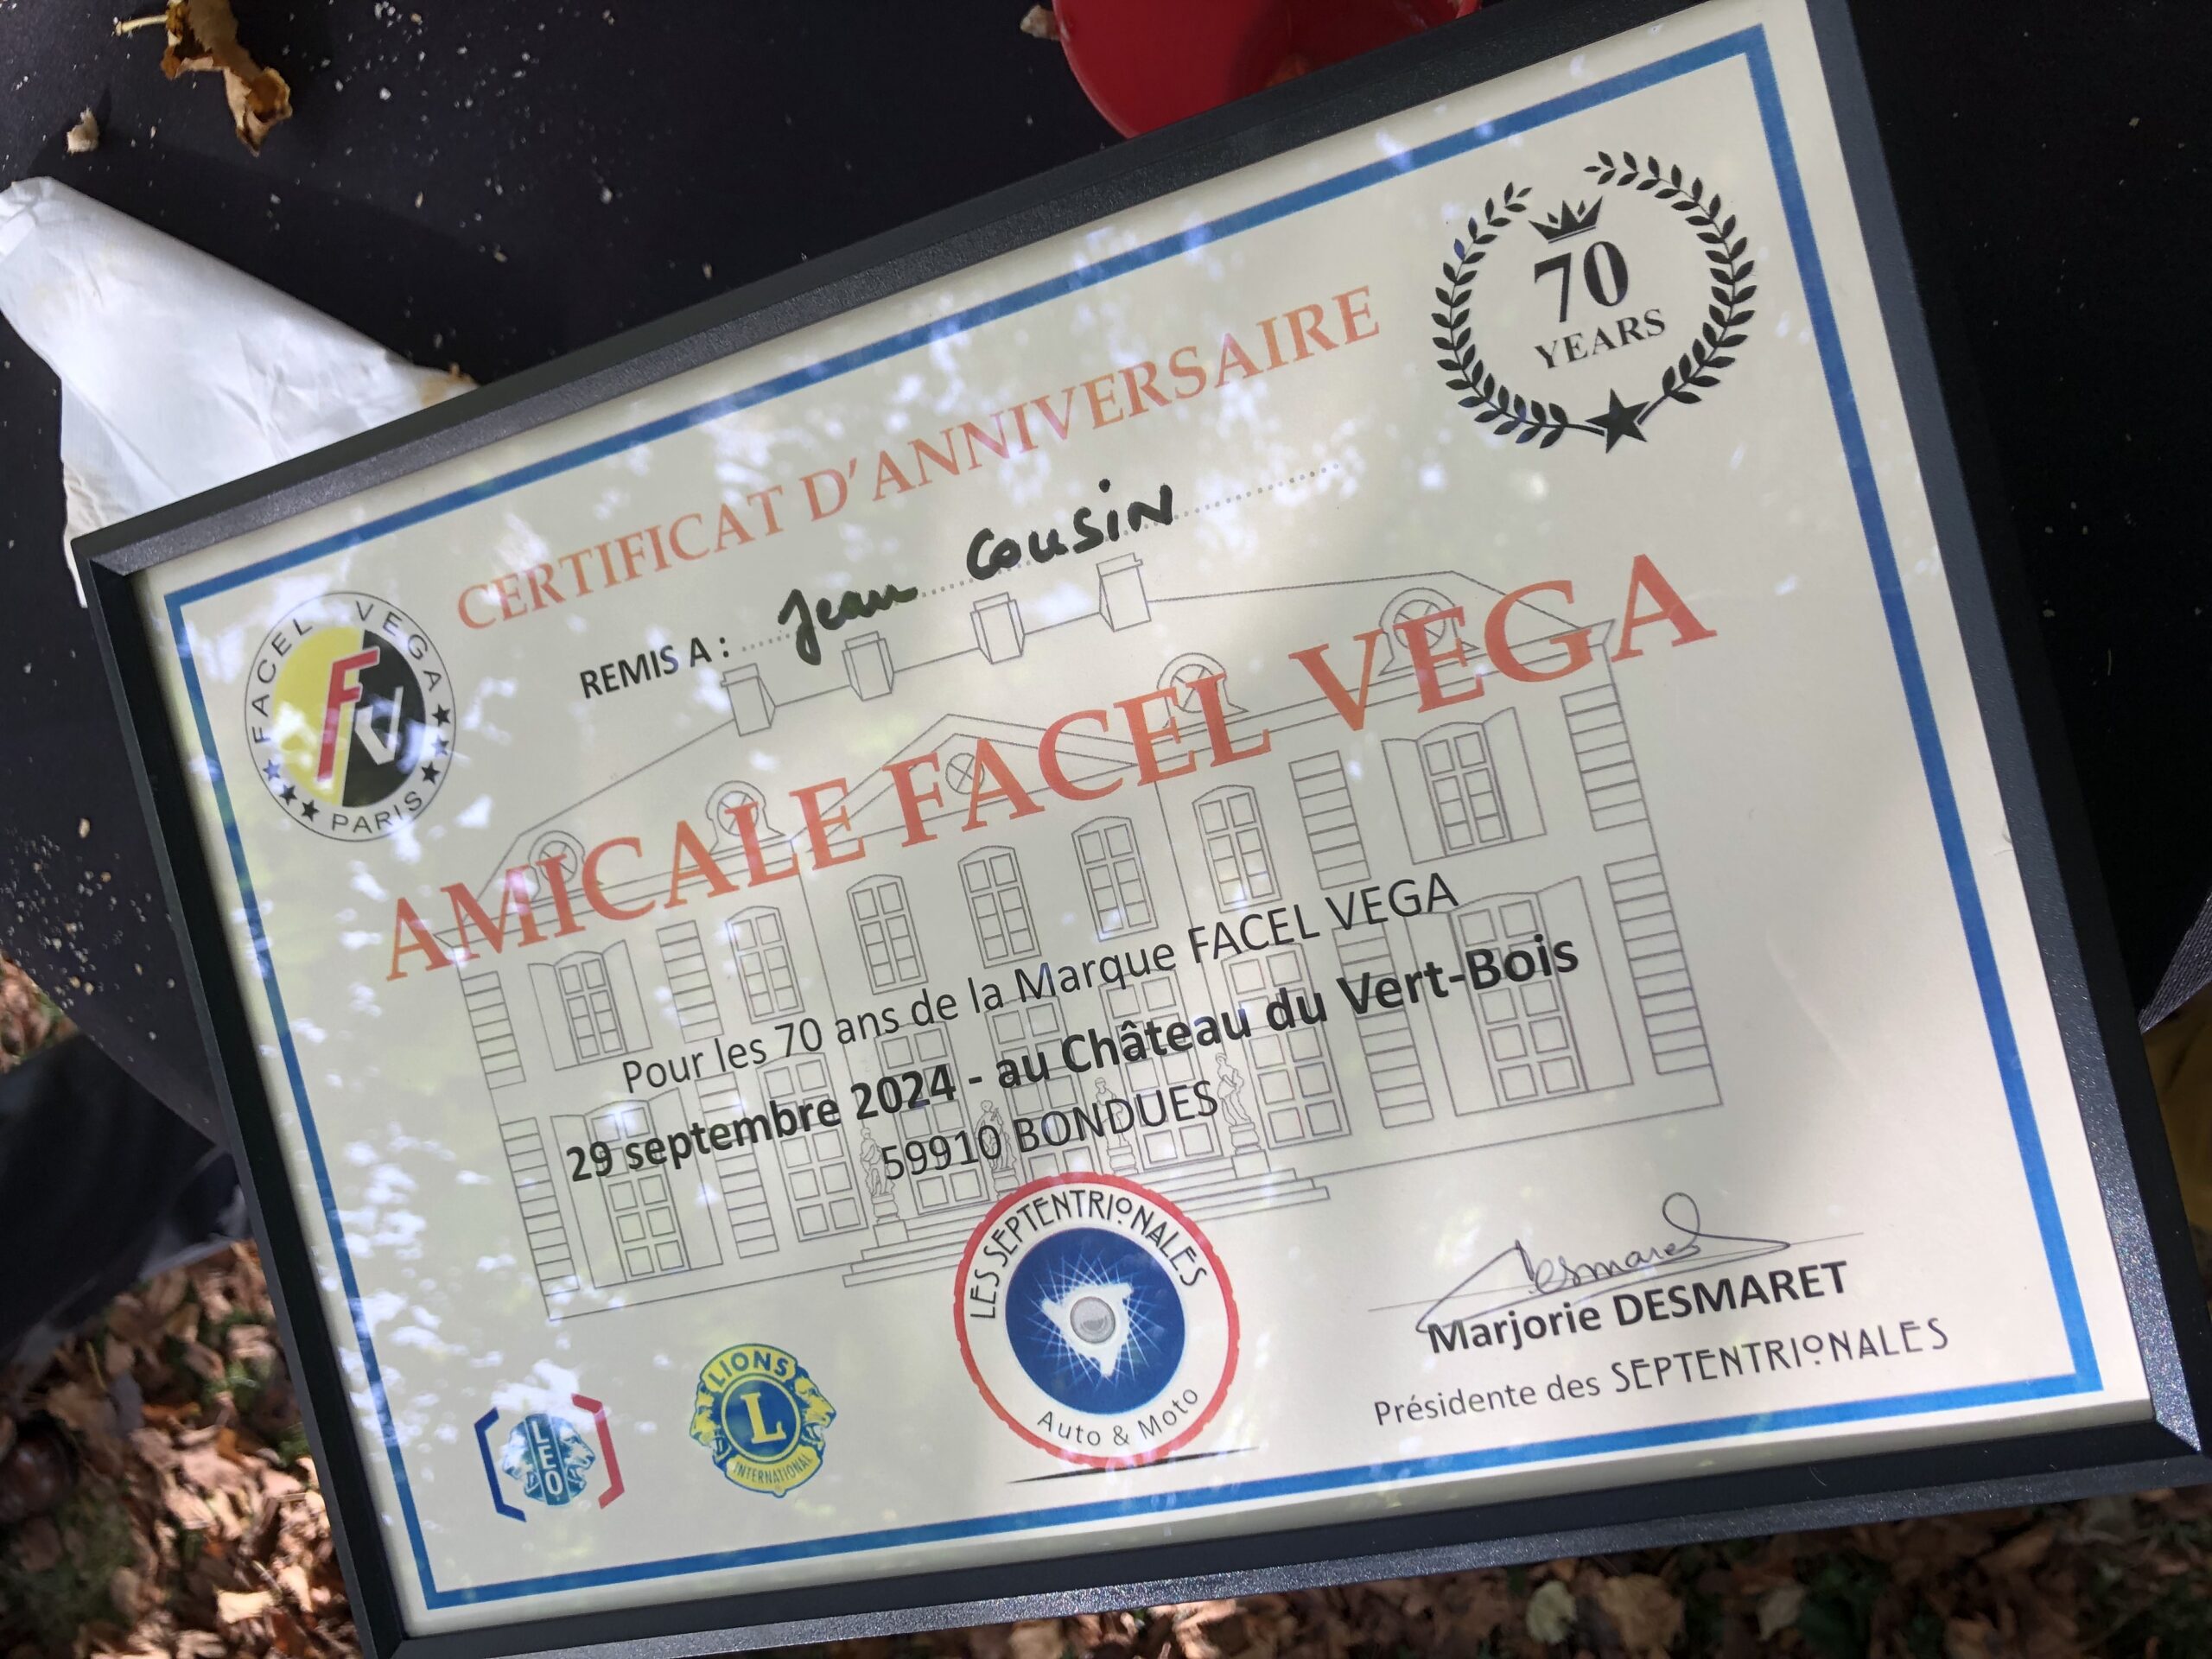 70
YEARS
CERTIFICAT D'ANNIVERSAIRE
REMIS A : Jean COUSIN
FACEL VEGA
FV
PARIS
AMICALE FACEL VEGA
Pour les 70 ans de la Marque FACEL VEGA
29 septembre 2024 - au Château du Vert-Bois
59910 BONDUES
LES SEPTENTRIONALES
Auto & Moto
Desmaret
Marjorie DESMARET
Présidente des SEPTENTRIONALES
LEO
LIONS
L
INTERNATIONAL